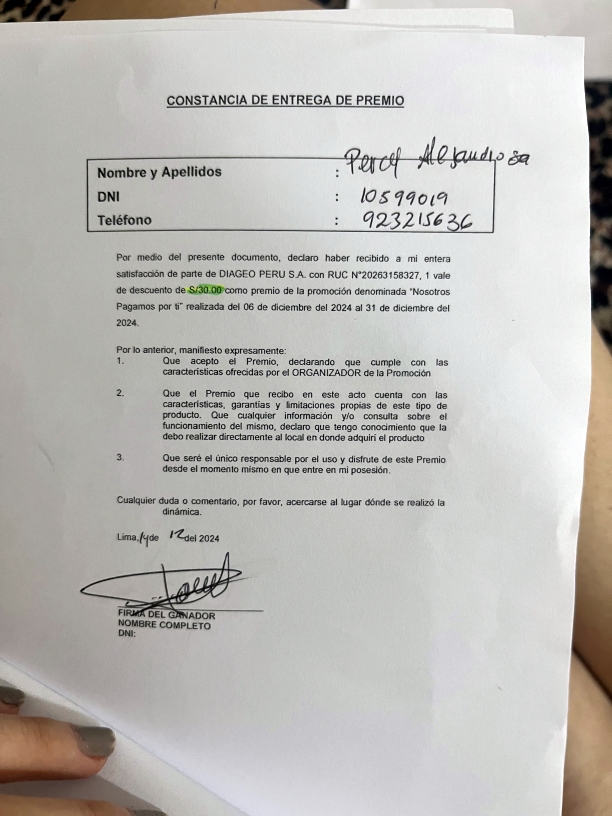 CONSTANCIA DE ENTREGA DE PREMIO
Nombre y Apellidos : Percy Alejandro
DNI : 10599019
Teléfono : 923215636
Por medio del presente documento, declaro haber recibido a mi entera
satisfacción de parte de DIAGEO PERU S.A. con RUC N°20263158327, 1 vale
de descuento de S/30.00 como premio de la promoción denominada "Nosotros
Pagamos por ti" realizada del 06 de diciembre del 2024 al 31 de diciembre del
2024.
Por lo anterior, manifiesto expresamente:
1. Que acepto el Premio, declarando que cumple con las
características ofrecidas por el ORGANIZADOR de la Promoción
2. Que el Premio que recibo en este acto cuenta con las
características, garantías y limitaciones propias de este tipo de
producto. Que cualquier información y/o consulta sobre el
funcionamiento del mismo, declaro que tengo conocimiento que la
debo realizar directamente al local en donde adquirí el producto
3. Que seré el único responsable por el uso y disfrute de este Premio
desde el momento mismo en que entre en mi posesión.
Cualquier duda o comentario, por favor, acercarse al lugar dónde se realizó la
dinámica.
Lima, 14 de 12 del 2024
FIRMA DEL GANADOR
NOMBRE COMPLETO
DNI: